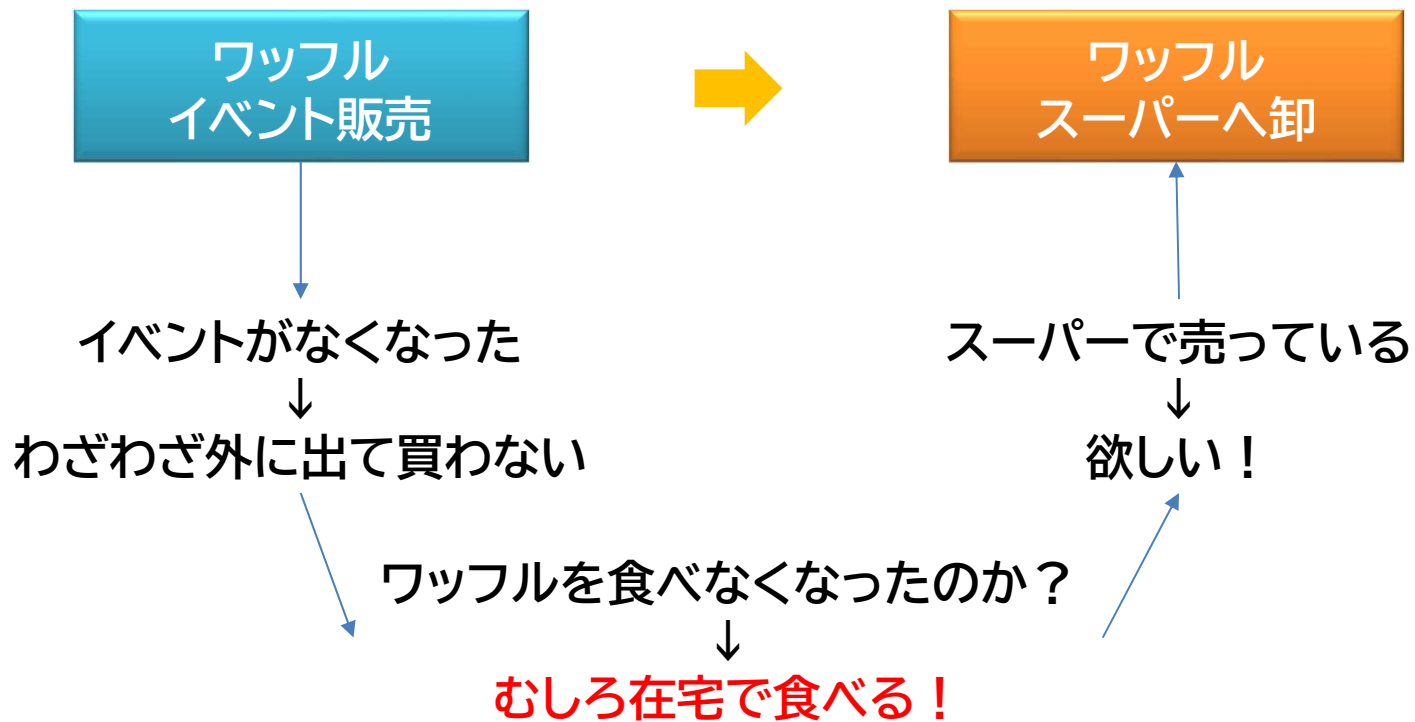 ワッフル
イベント販売
ワッフル
スーパーへ卸
イベントがなくなった
↓
わざわざ外に出て買わない
スーパーで売っている
↓
欲しい！
ワッフルを食べなくなったのか？
↓
むしろ在宅で食べる！